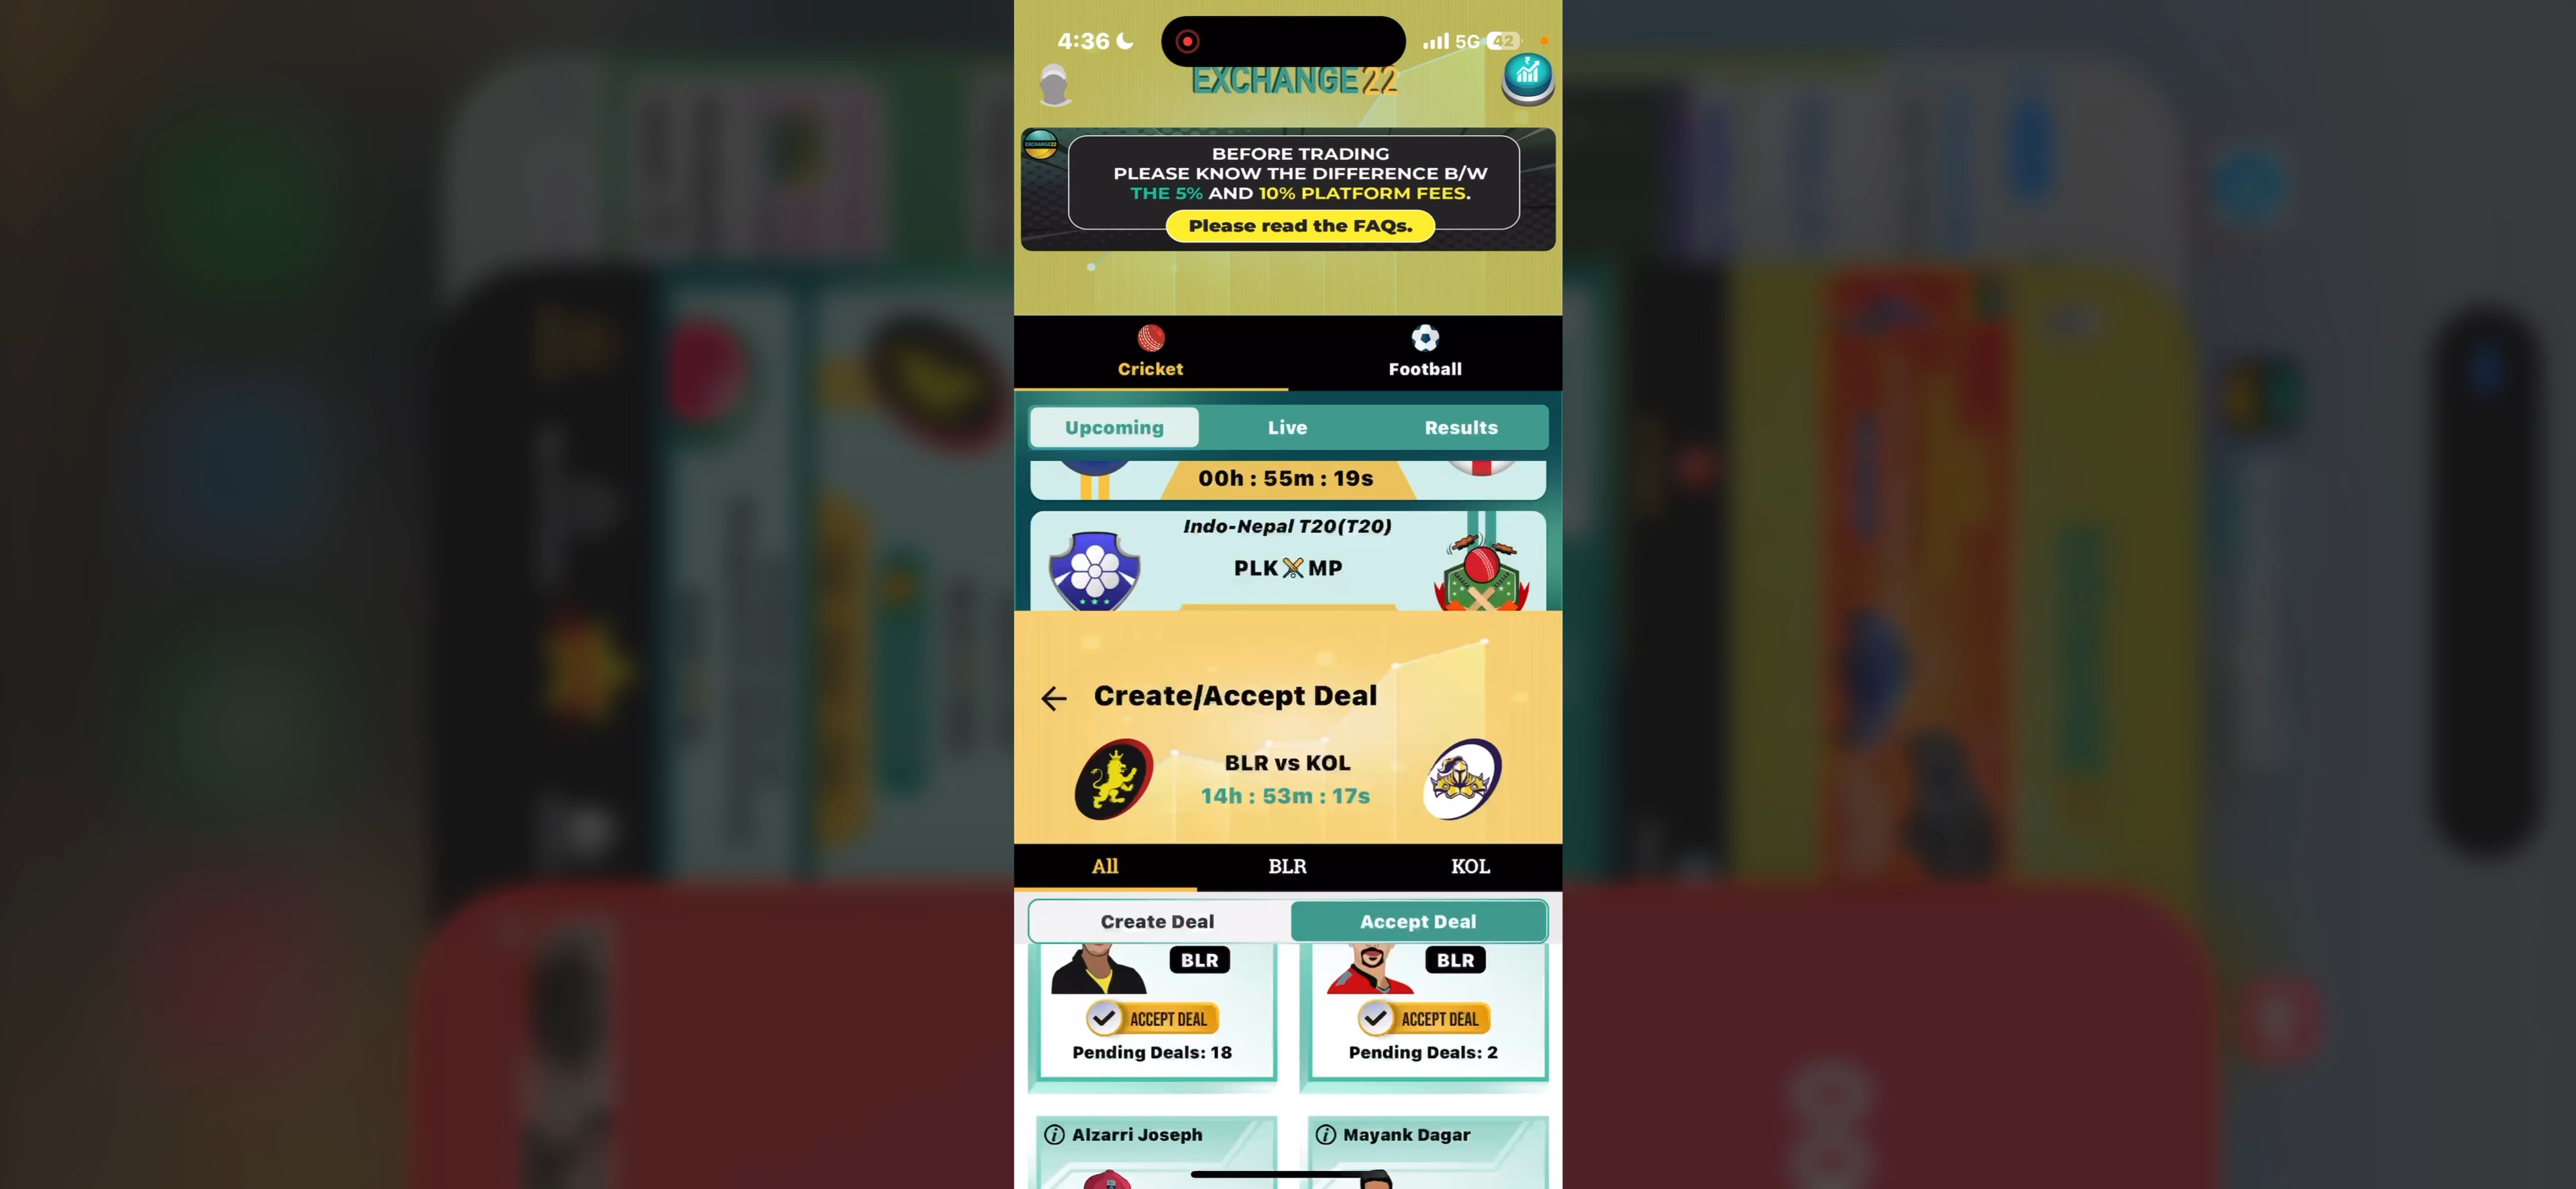 4:36
5G 42
EXCHANGE22
EXCHANGE22
BEFORE TRADING
PLEASE KNOW THE DIFFERENCE B/W
THE 5% AND 10% PLATFORM FEES.
Please read the FAQs.
Cricket Football
Upcoming Live Results
00h : 55m : 19s
Indo-Nepal T20(T20)
PLK MP
Create/Accept Deal
BLR vs KOL
14h : 53m : 17s
All BLR KOL
Create Deal Accept Deal
BLR BLR
ACCEPT DEAL ACCEPT DEAL
Pending Deals: 18 Pending Deals: 2
Alzarri Joseph Mayank Dagar